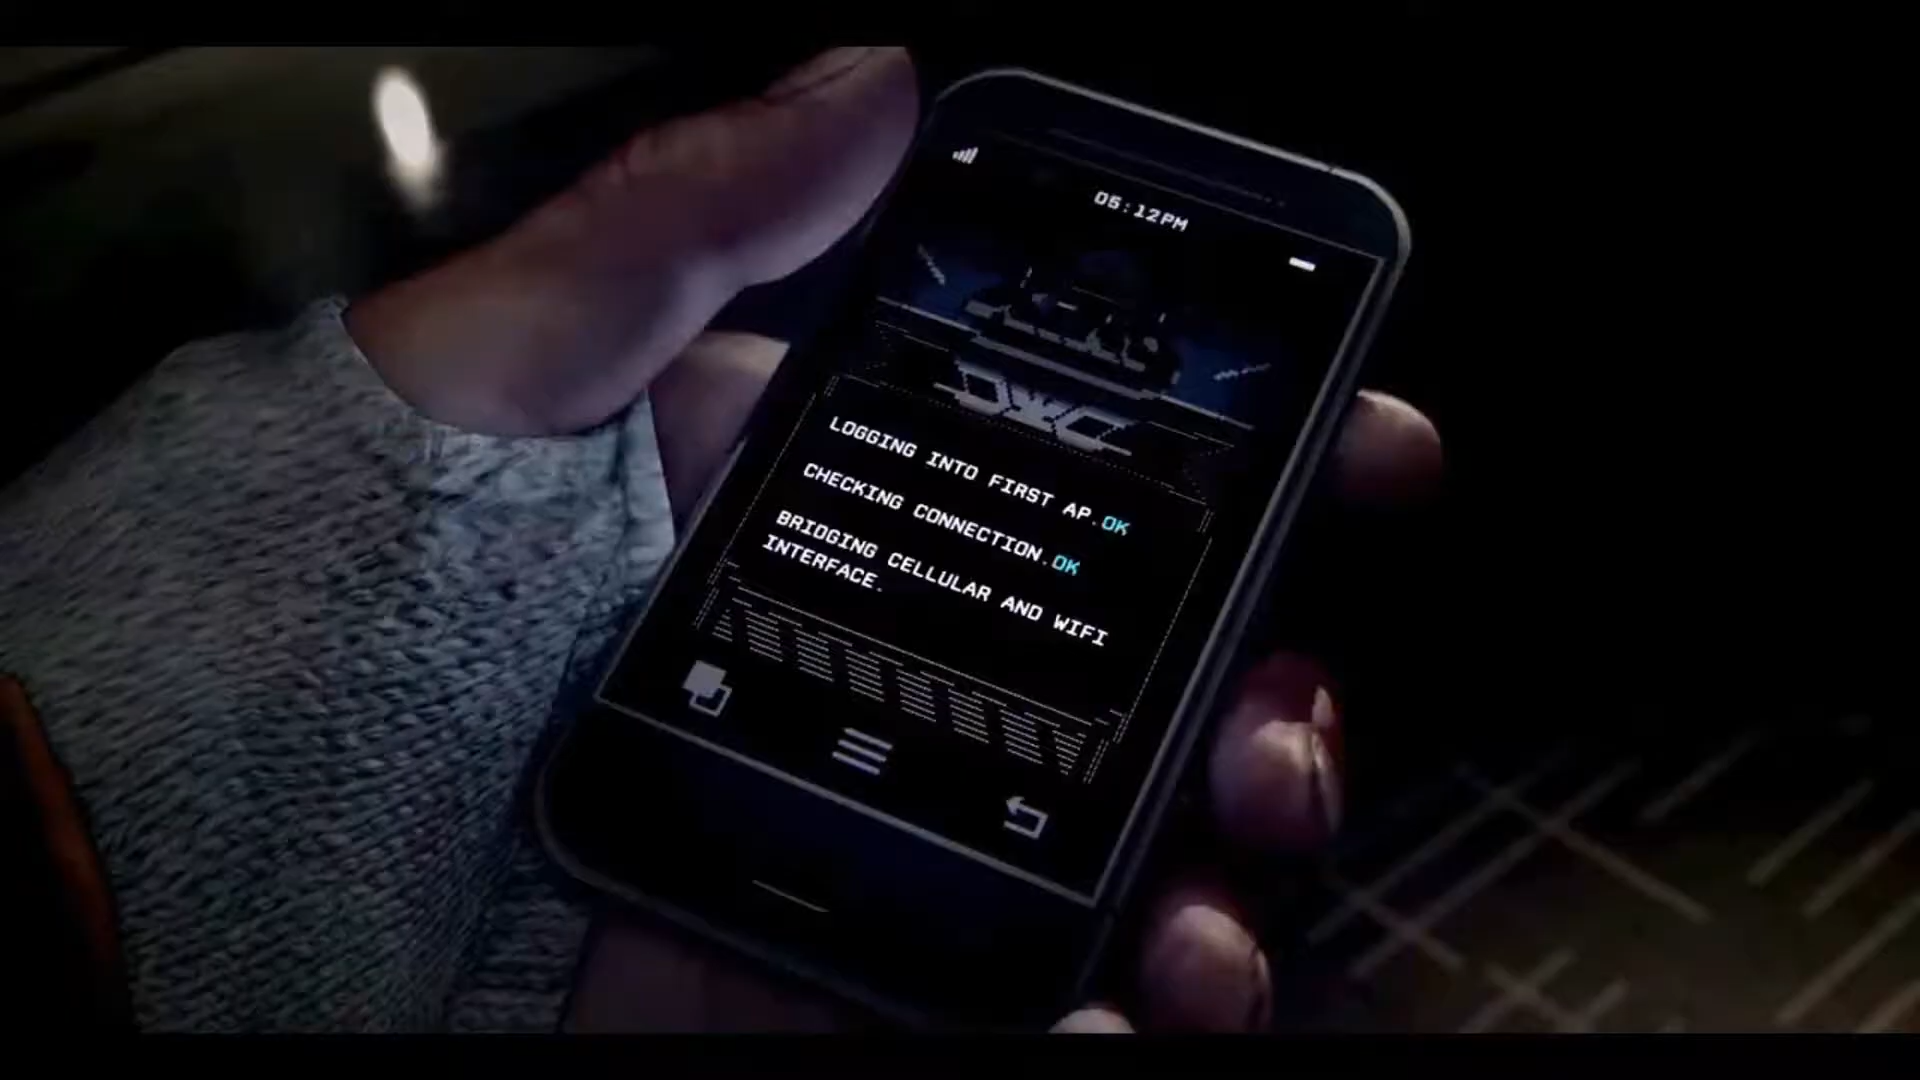 05:12PM
LOGGING INTO FIRST AP.OK
CHECKING CONNECTION.OK
BRIDGING CELLULAR AND WIFI
INTERFACE.